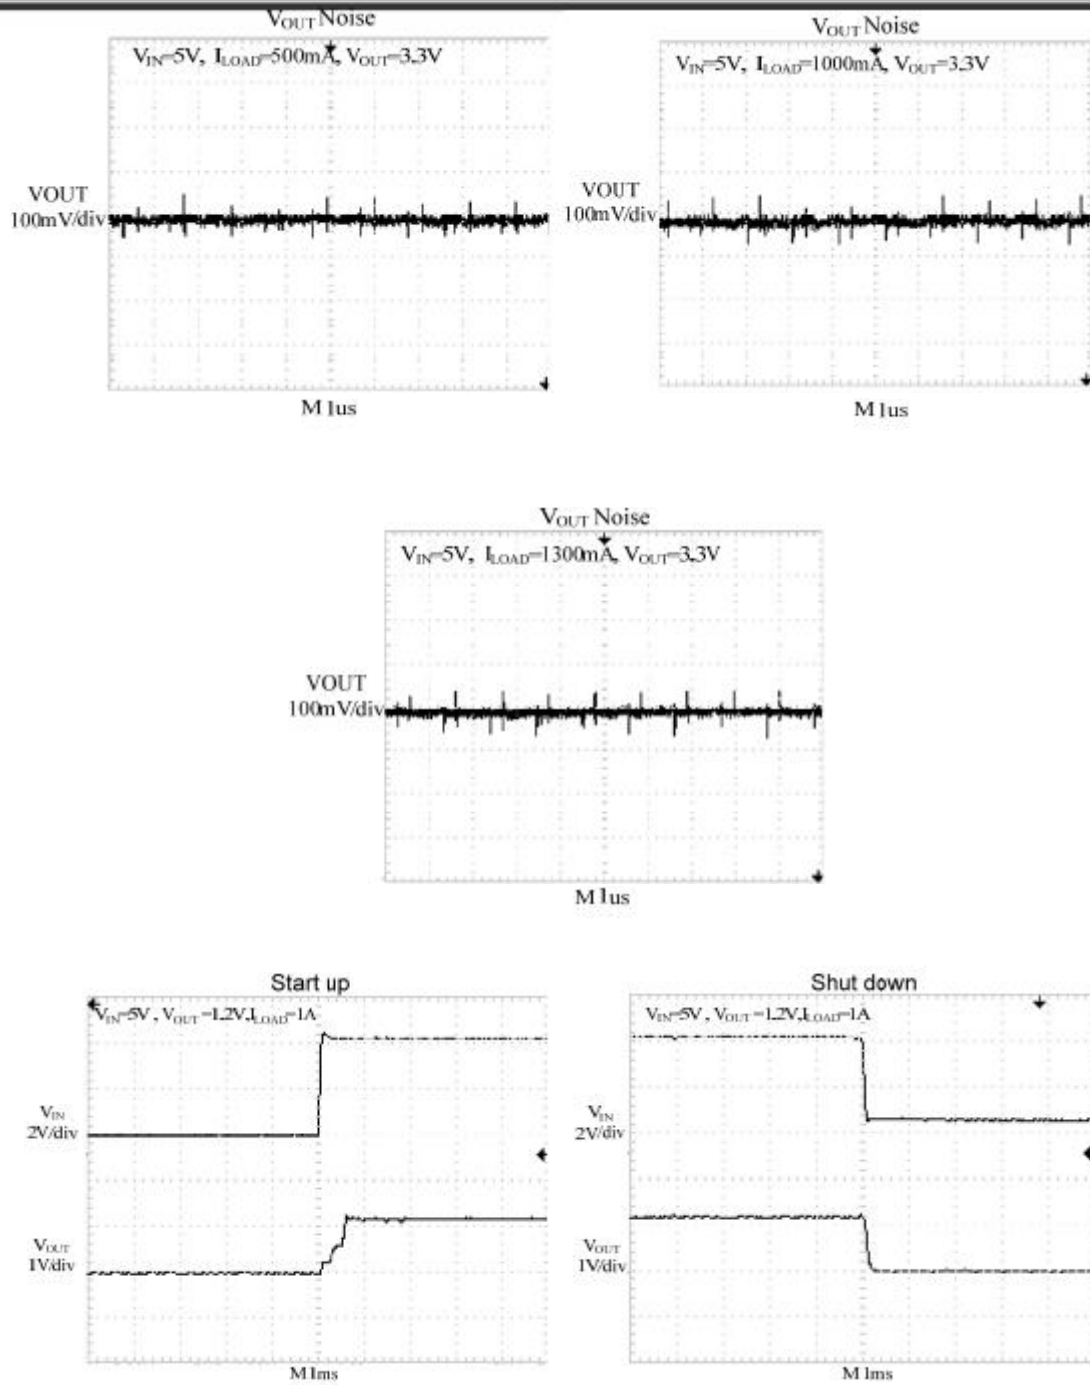 VOUT Noise
VIN=5V, ILOAD=500mA, VOUT=3.3V
VOUT
100mV/div
M 1us
VOUT Noise
VIN=5V, ILOAD=1000mA, VOUT=3.3V
VOUT
100mV/div
M 1us
VOUT Noise
VIN=5V, ILOAD=1300mA, VOUT=3.3V
VOUT
100mV/div
M 1us
Start up
VIN=5V , VOUT =1.2V,ILOAD=1A
VIN
2V/div
VOUT
1V/div
M 1ms
Shut down
VIN=5V , VOUT =1.2V,ILOAD=1A
VIN
2V/div
VOUT
1V/div
M 1ms